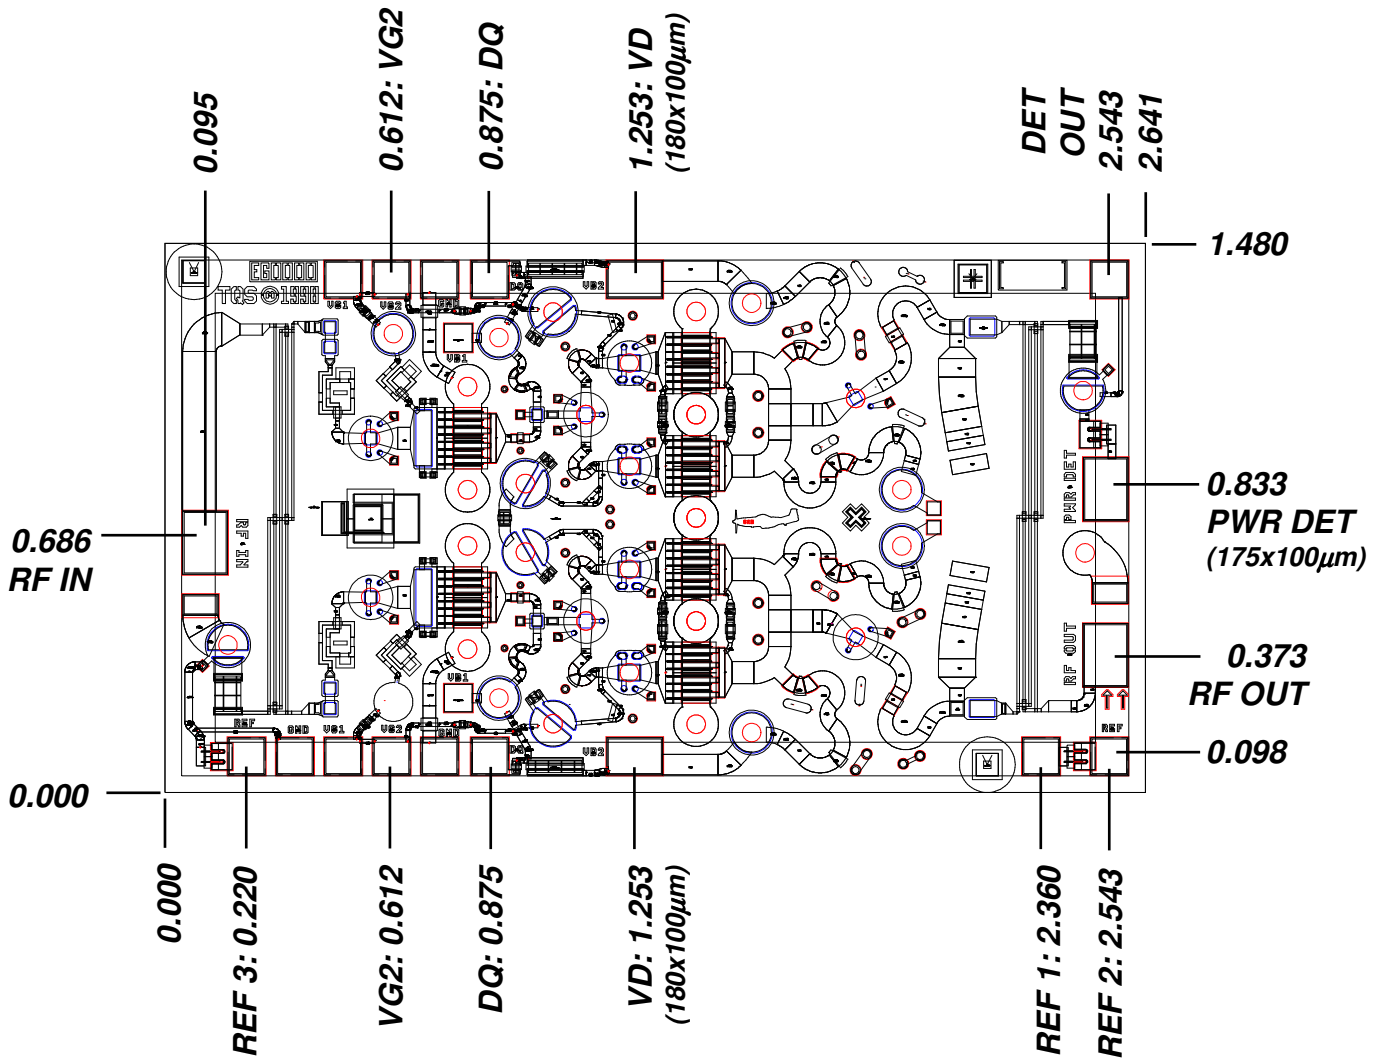 0.095
0.612: VG2
0.875: DQ
1.253: VD
(180x100µm)
DET
OUT
2.543
2.641
1.480
EG0000
TQS 1998
VG1
VG2
GND
DQ
VB2
VB1
RF-IN
PWR-DET
0.833
PWR DET
(175x100µm)
0.686
RF IN
RF OUT
0.373
RF OUT
VB1
REF
GND
VG1
VG2
GND
DQ
VB2
REF
0.098
0.000
0.000
REF 3: 0.220
VG2: 0.612
DQ: 0.875
VD: 1.253
(180x100µm)
REF 1: 2.360
REF 2: 2.543